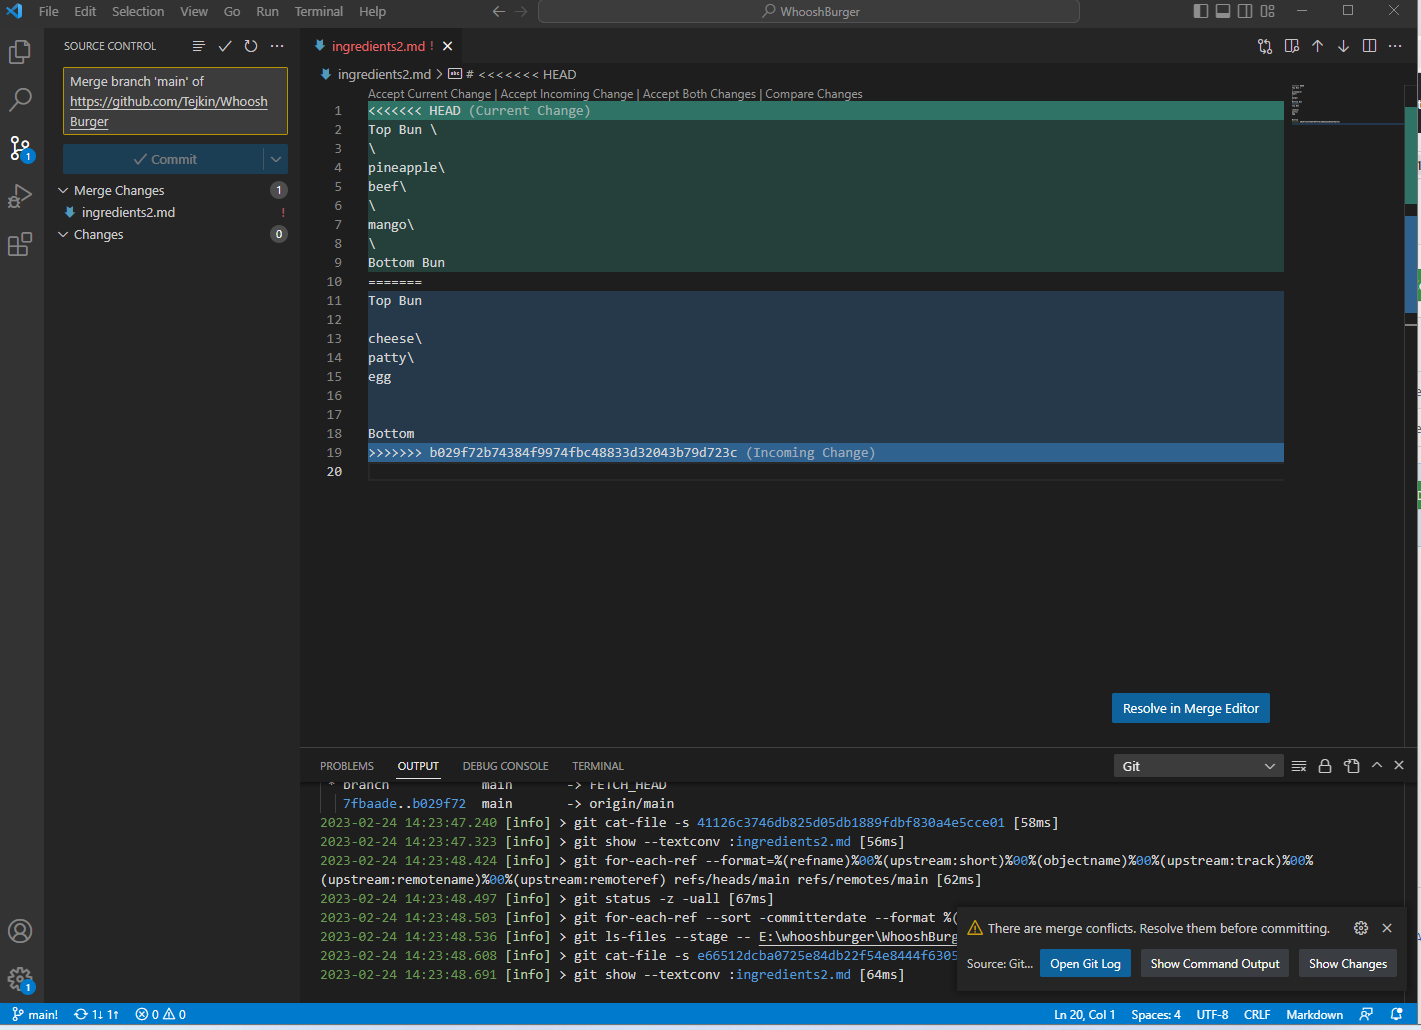 File Edit Selection View Go Run Terminal Help
WhooshBurger
SOURCE CONTROL
ingredients2.md ! ×
Merge branch 'main' of
https://github.com/Tejkin/Whoosh
Burger
Commit
Merge Changes 1
ingredients2.md !
Changes 0
ingredients2.md > # <<<<<<< HEAD
Accept Current Change | Accept Incoming Change | Accept Both Changes | Compare Changes
1 <<<<<<< HEAD (Current Change)
2 Top Bun \
3 \
4 pineapple\
5 beef\
6 \
7 mango\
8 \
9 Bottom Bun
10 =======
11 Top Bun
12
13 cheese\
14 patty\
15 egg
16
17
18 Bottom
19 >>>>>>> b029f72b74384f9974fbc48833d32043b79d723c (Incoming Change)
20
Resolve in Merge Editor
PROBLEMS OUTPUT DEBUG CONSOLE TERMINAL
Git
* branch main -> FETCH_HEAD
7fbaade..b029f72 main -> origin/main
2023-02-24 14:23:47.240 [info] > git cat-file -s 41126c3746db825d05db1889fdbf830a4e5cce01 [58ms]
2023-02-24 14:23:47.323 [info] > git show --textconv :ingredients2.md [56ms]
2023-02-24 14:23:48.424 [info] > git for-each-ref --format=%(refname)%00%(upstream:short)%00%(objectname)%00%(upstream:track)%00%
(upstream:remotename)%00%(upstream:remoteref) refs/heads/main refs/remotes/main [62ms]
2023-02-24 14:23:48.497 [info] > git status -z -uall [67ms]
2023-02-24 14:23:48.503 [info] > git for-each-ref --sort -committerdate --format %(
2023-02-24 14:23:48.536 [info] > git ls-files --stage -- E:\whooshburger\WhooshBurg
2023-02-24 14:23:48.608 [info] > git cat-file -s e66512dcba0725e84db22f54e8444f6305
2023-02-24 14:23:48.691 [info] > git show --textconv :ingredients2.md [64ms]
There are merge conflicts. Resolve them before committing.
Source: Git... Open Git Log Show Command Output Show Changes
1
1
main! 1↓ 1↑ 0 0 Ln 20, Col 1 Spaces: 4 UTF-8 CRLF Markdown